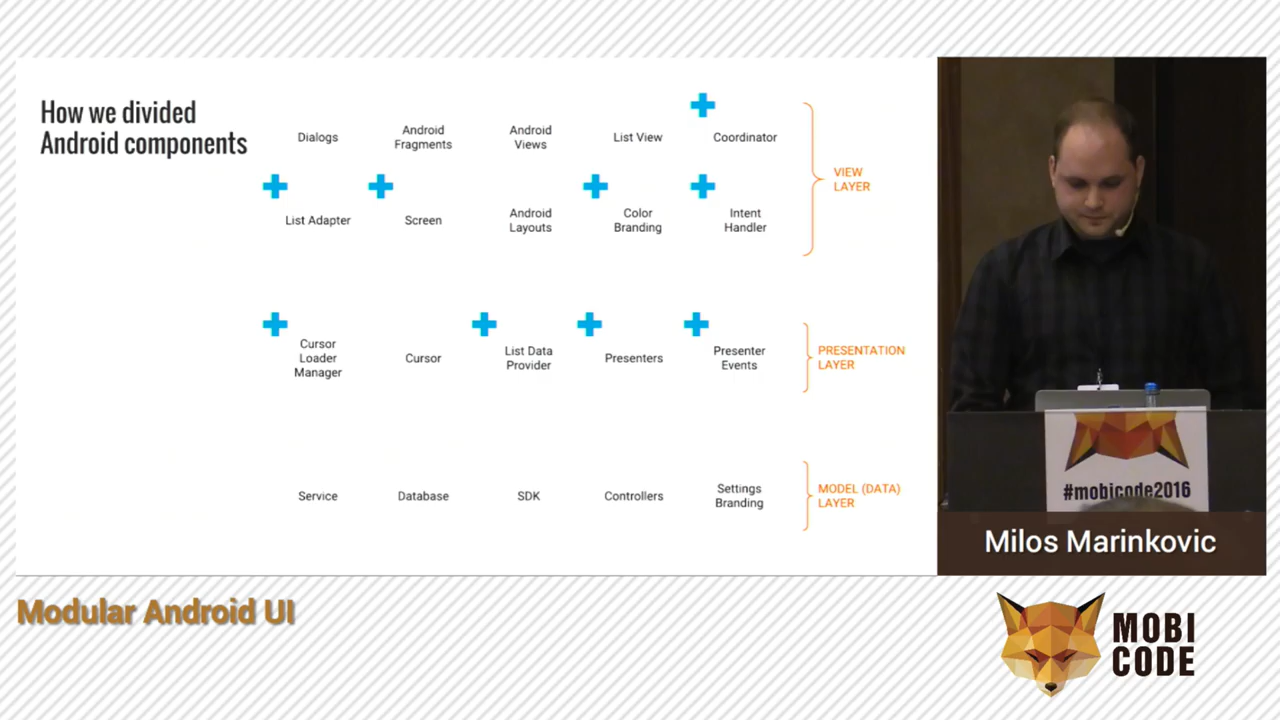 How we divided
Android components
Dialogs
Android
Fragments
Android
Views
List View
Coordinator
List Adapter
Screen
Android
Layouts
Color
Branding
Intent
Handler
VIEW
LAYER
Cursor
Loader
Manager
Cursor
List Data
Provider
Presenters
Presenter
Events
PRESENTATION
LAYER
Service
Database
SDK
Controllers
Settings
Branding
MODEL (DATA)
LAYER
#mobicode2016
Milos Marinkovic
Modular Android UI
MOBI
CODE